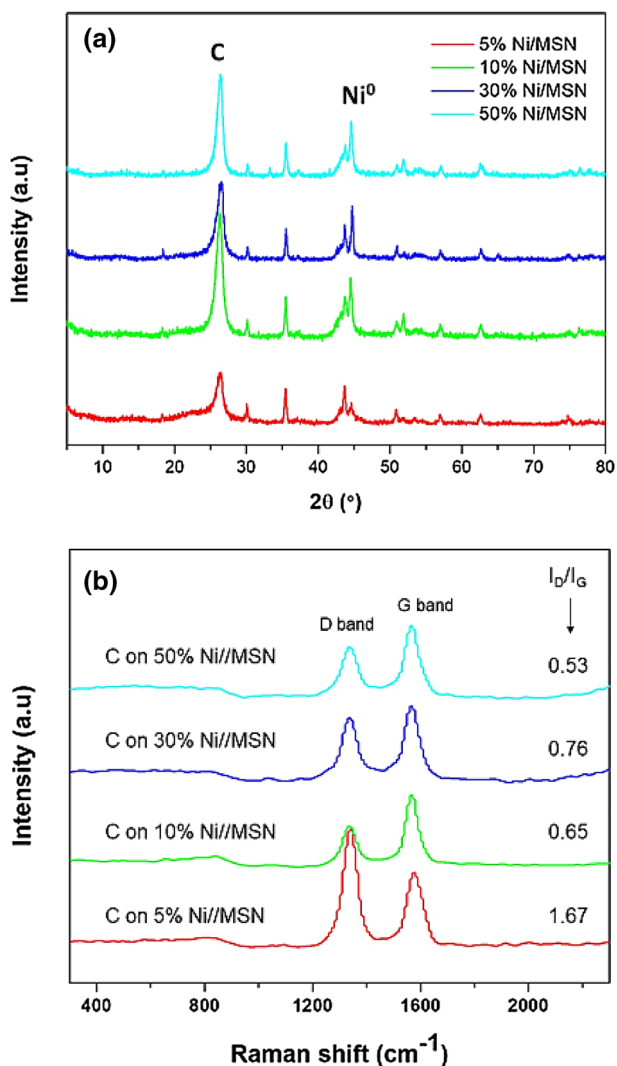 (a)
C
Ni⁰
5% Ni/MSN
10% Ni/MSN
30% Ni/MSN
50% Ni/MSN
Intensity (a.u)
10 20 30 40 50 60 70 80
2θ (°)
(b)
I_D/I_G
D band
G band
C on 50% Ni//MSN
0.53
C on 30% Ni//MSN
0.76
C on 10% Ni//MSN
0.65
C on 5% Ni//MSN
1.67
Intensity (a.u)
400 800 1200 1600 2000
Raman shift (cm⁻¹)